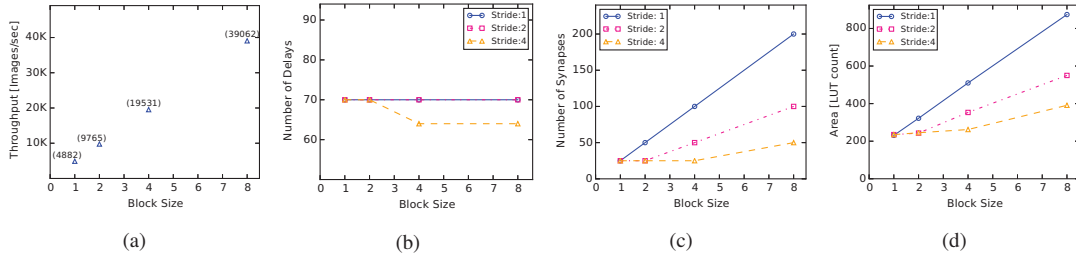 Throughput [Images/sec]
40K
30K
20K
10K
(4882)
(9765)
(19531)
(39062)
0 1 2 3 4 5 6 7 8
Block Size
(a)
Number of Delays
90
80
70
60
Stride:1
Stride:2
Stride:4
0 1 2 3 4 5 6 7 8
Block Size
(b)
Number of Synapses
200
150
100
50
0
Stride: 1
Stride: 2
Stride: 4
0 1 2 3 4 5 6 7 8
Block Size
(c)
Area [LUT count]
800
600
400
200
0
Stride:1
Stride:2
Stride:4
0 1 2 3 4 5 6 7 8
Block Size
(d)